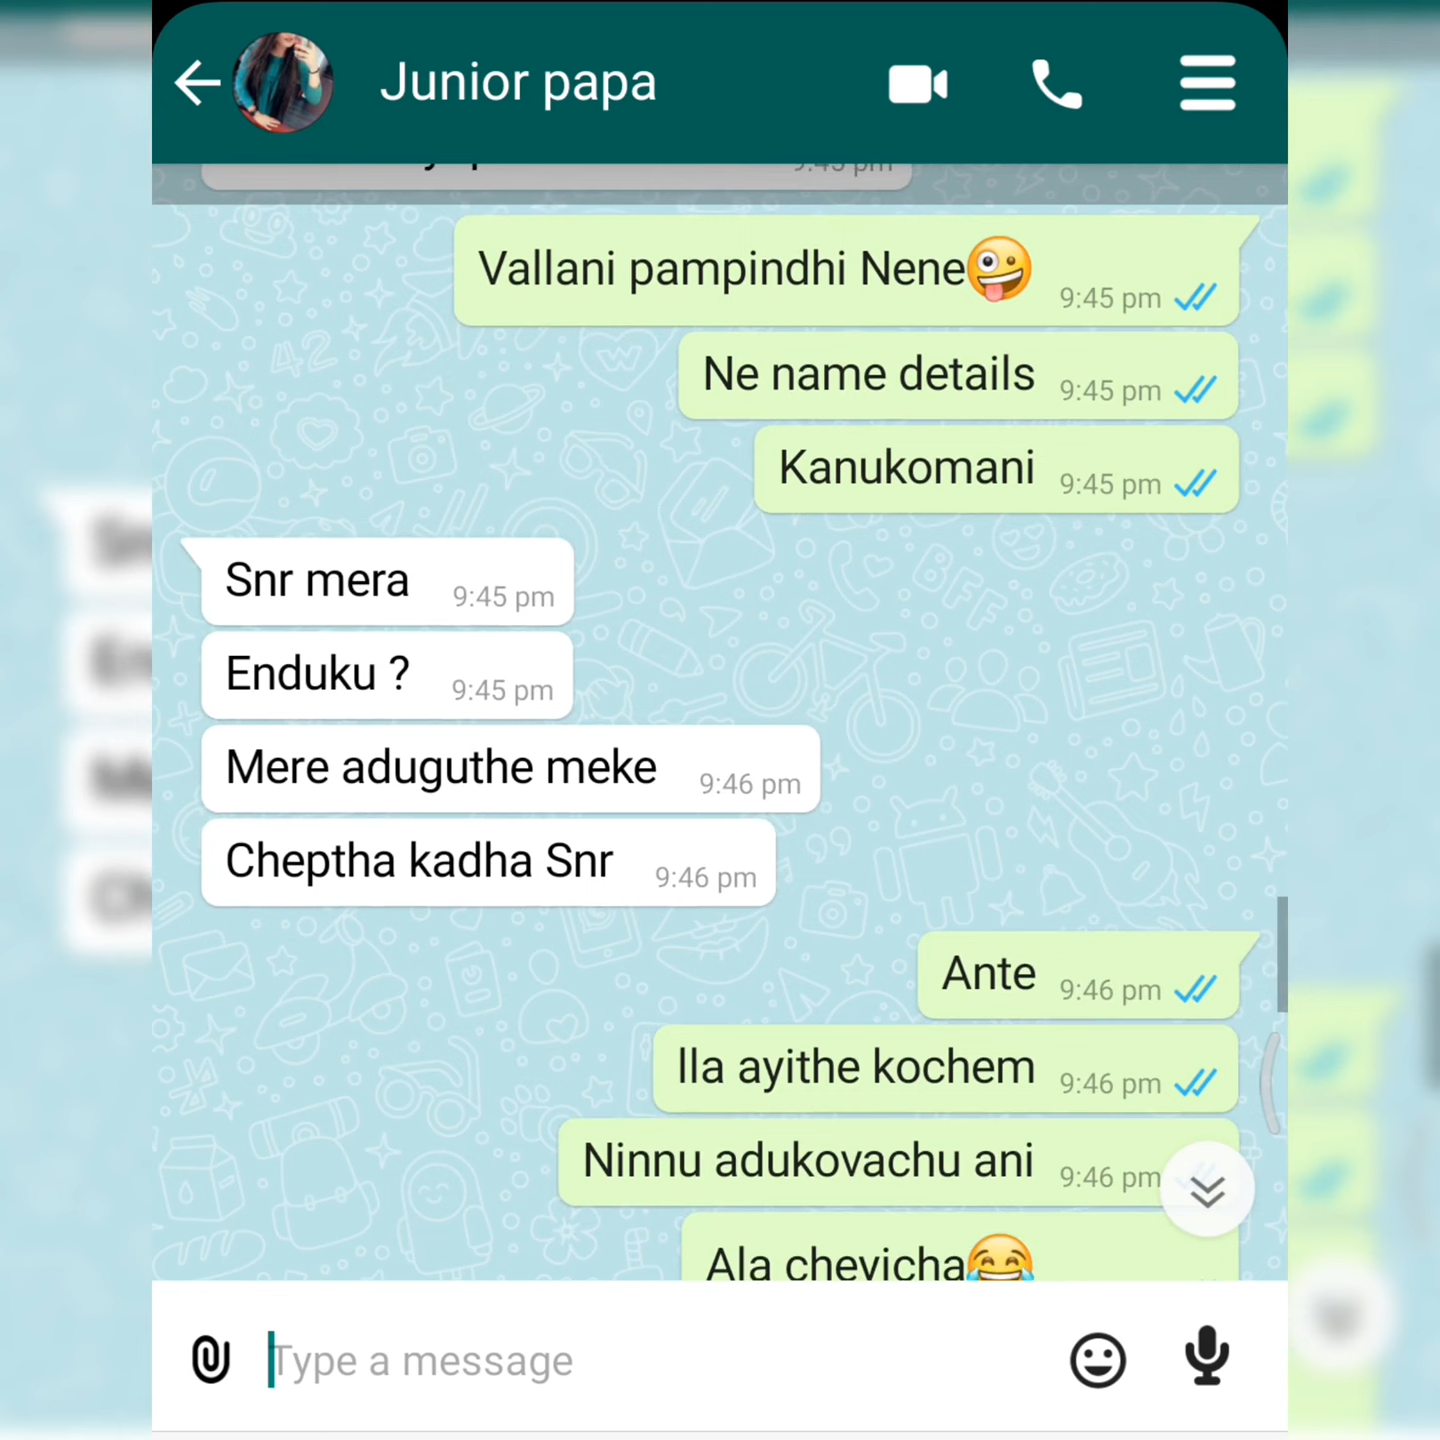 Junior papa
9:45 pm
Vallani pampindhi Nene🤪 9:45 pm
Ne name details 9:45 pm
Kanukomani 9:45 pm
Snr mera 9:45 pm
Enduku ? 9:45 pm
Mere aduguthe meke 9:46 pm
Cheptha kadha Snr 9:46 pm
Ante 9:46 pm
Ila ayithe kochem 9:46 pm
Ninnu adukovachu ani 9:46 pm
Ala chevicha😂
Type a message